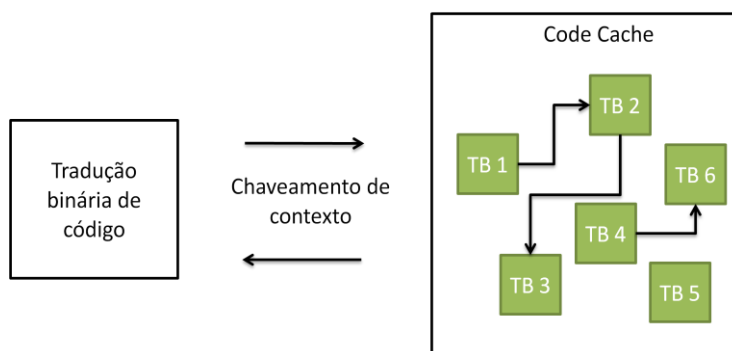 Code Cache
TB 2
TB 1
TB 6
Tradução
binária de
código
Chaveamento de
contexto
TB 4
TB 3
TB 5